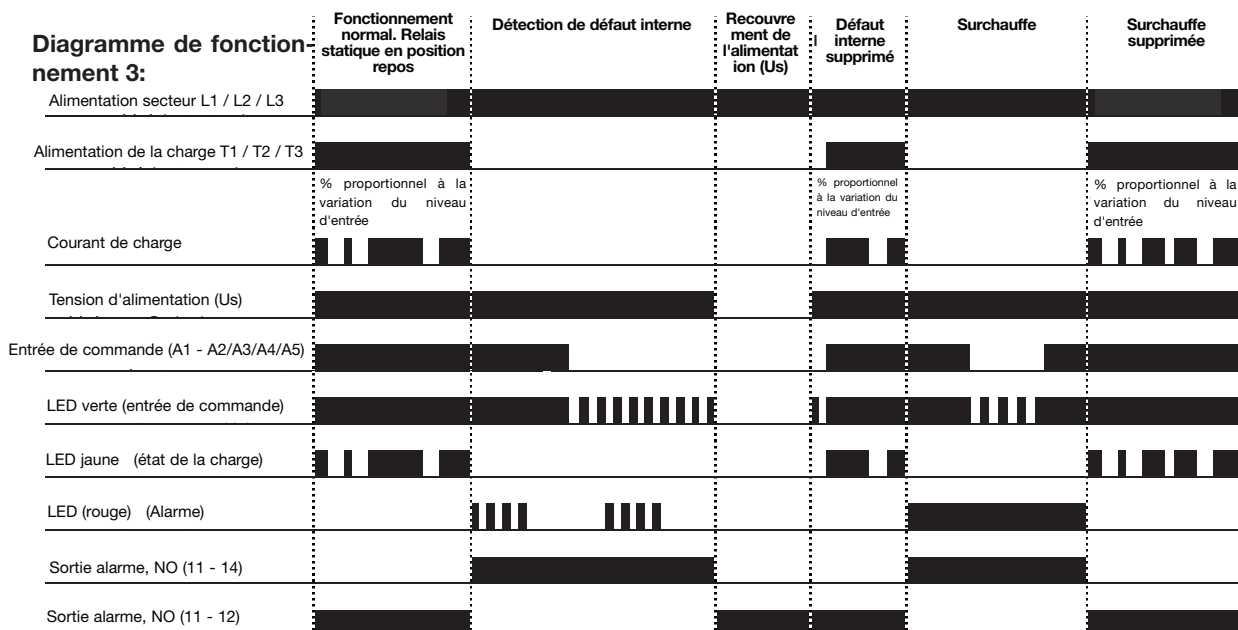 Diagramme de fonction-
nement 3:
Fonctionnement
normal. Relais
statique en position
repos
Détection de défaut interne
Recouvre
ment de
l'alimentat
ion (Us)
Défaut
l interne
supprimé
Surchauffe
Surchauffe
supprimée
Alimentation secteur L1 / L2 / L3
Alimentation de la charge T1 / T2 / T3
% proportionnel à la
variation du niveau
d'entrée
% proportionnel
à la variation du
niveau d'entrée
% proportionnel à la
variation du niveau
d'entrée
Courant de charge
Tension d'alimentation (Us)
Entrée de commande (A1 - A2/A3/A4/A5)
LED verte (entrée de commande)
LED jaune (état de la charge)
LED (rouge) (Alarme)
Sortie alarme, NO (11 - 14)
Sortie alarme, NO (11 - 12)